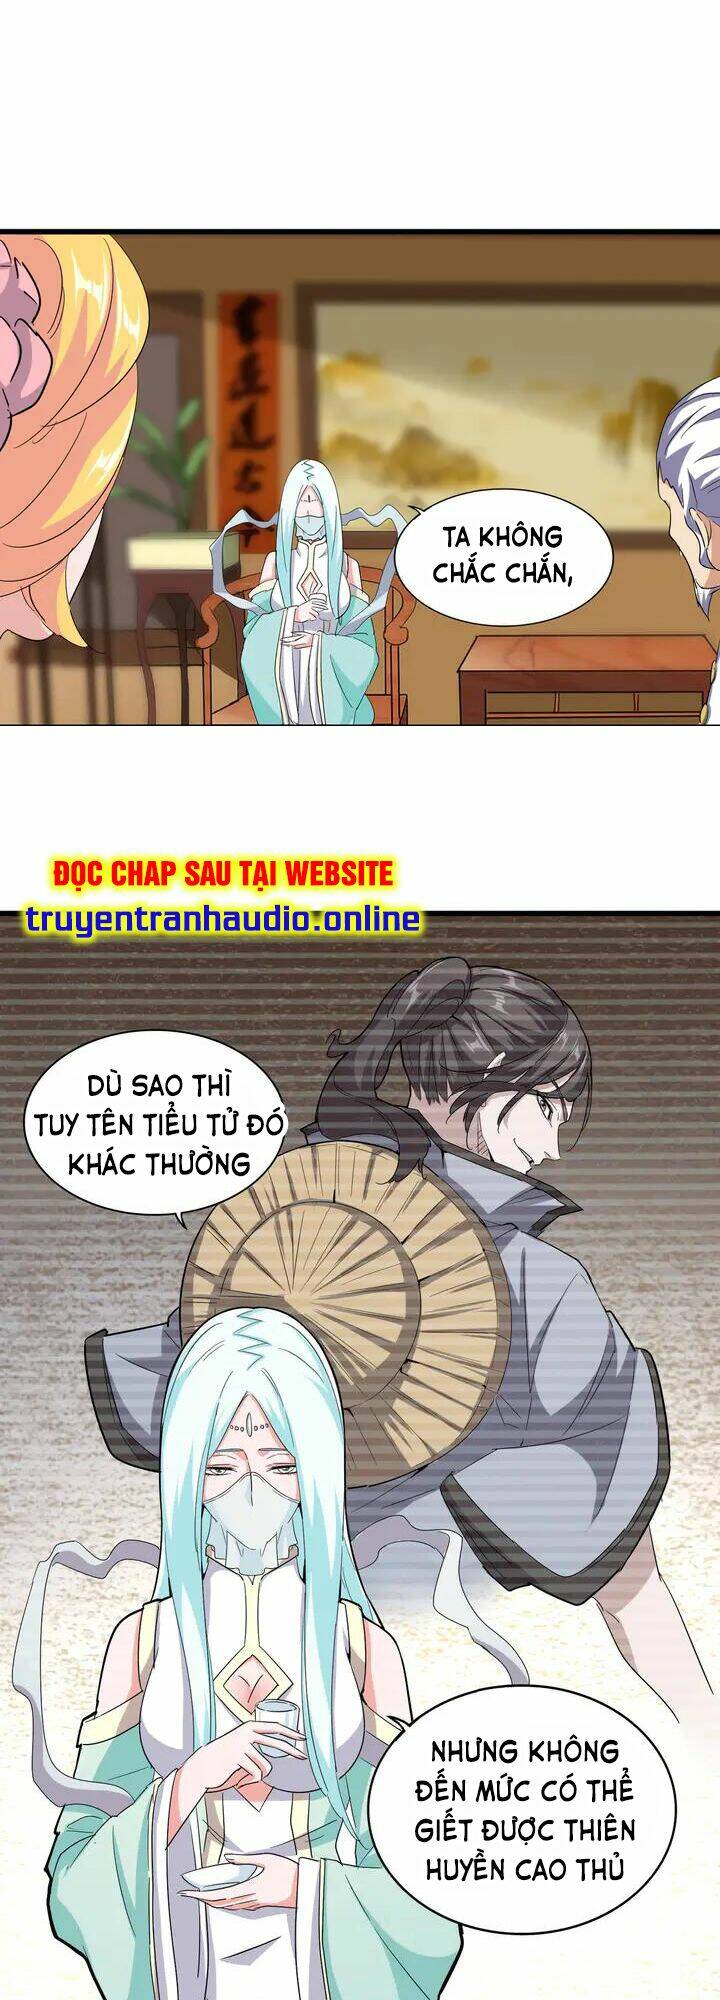 TA KHÔNG
CHẮC CHẮN,
ĐỌC CHAP SAU TẠI WEBSITE
truyentranhaudio.online
DÙ SAO THÌ
TUY TÊN TIỂU TỬ ĐÓ
KHÁC THƯỜNG
NHƯNG KHÔNG
ĐẾN MỨC CÓ THỂ
GIẾT ĐƯỢC THIÊN
HUYỀN CAO THỦ